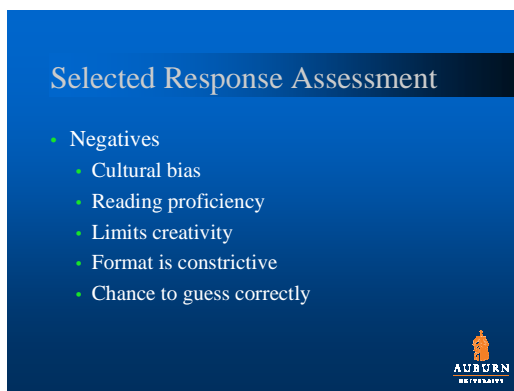 Selected Response Assessment
• Negatives
• Cultural bias
• Reading proficiency
• Limits creativity
• Format is constrictive
• Chance to guess correctly
AUBURN
UNIVERSITY